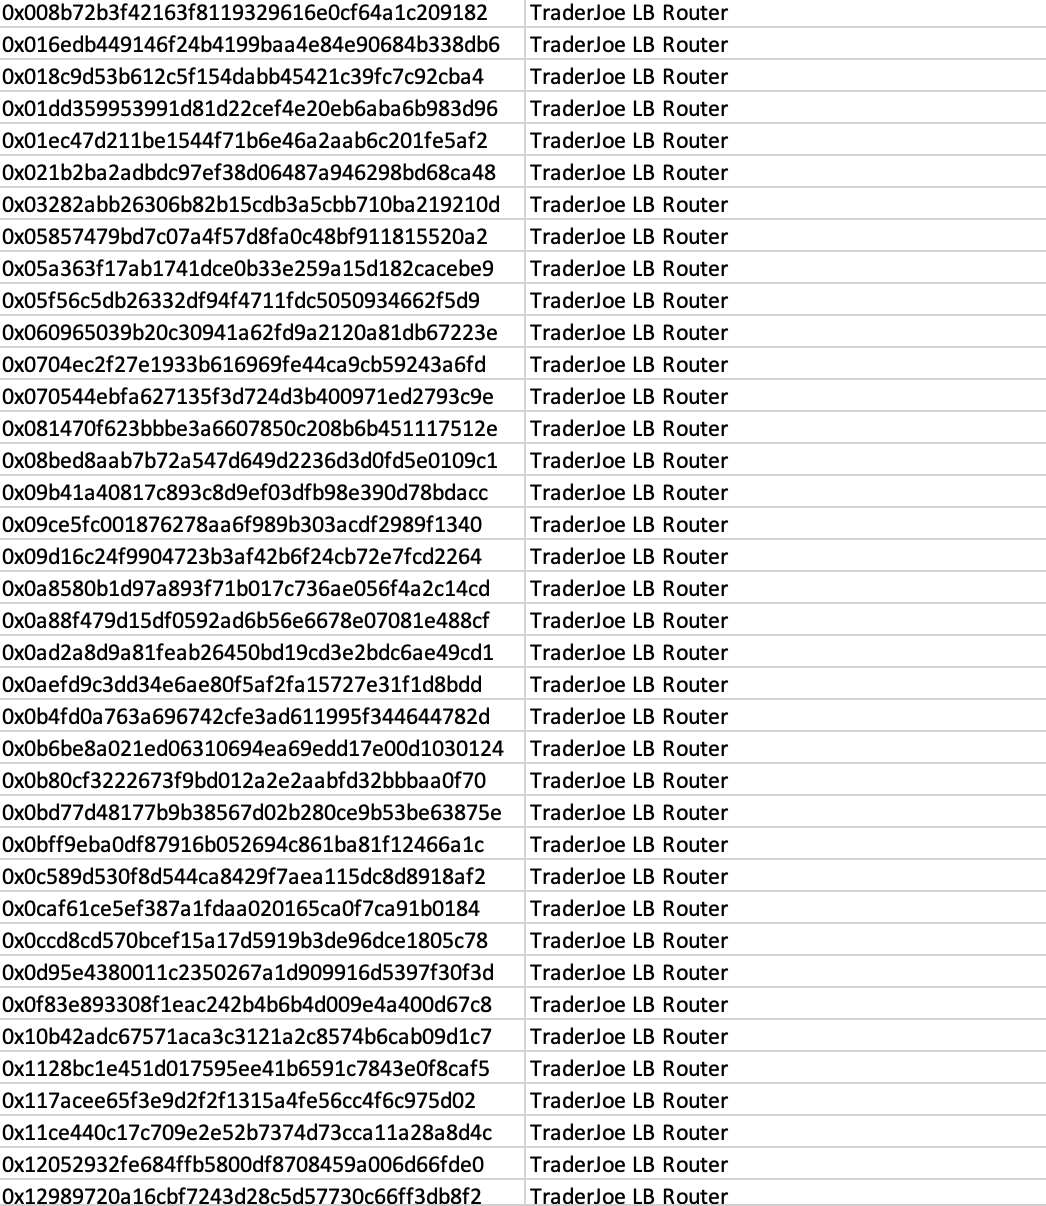 0x008b72b3f42163f8119329616e0cf64a1c209182 TraderJoe LB Router
0x016edb449146f24b4199baa4e84e90684b338db6 TraderJoe LB Router
0x018c9d53b612c5f154dabb45421c39fc7c92cba4 TraderJoe LB Router
0x01dd359953991d81d22cef4e20eb6aba6b983d96 TraderJoe LB Router
0x01ec47d211be1544f71b6e46a2aab6c201fe5af2 TraderJoe LB Router
0x021b2ba2adbdc97ef38d06487a946298bd68ca48 TraderJoe LB Router
0x03282abb26306b82b15cdb3a5cbb710ba219210d TraderJoe LB Router
0x05857479bd7c07a4f57d8fa0c48bf911815520a2 TraderJoe LB Router
0x05a363f17ab1741dce0b33e259a15d182cacebe9 TraderJoe LB Router
0x05f56c5db26332df94f4711fdc5050934662f5d9 TraderJoe LB Router
0x060965039b20c30941a62fd9a2120a81db67223e TraderJoe LB Router
0x0704ec2f27e1933b616969fe44ca9cb59243a6fd TraderJoe LB Router
0x070544ebfa627135f3d724d3b400971ed2793c9e TraderJoe LB Router
0x081470f623bbbe3a6607850c208b6b451117512e TraderJoe LB Router
0x08bed8aab7b72a547d649d2236d3d0fd5e0109c1 TraderJoe LB Router
0x09b41a40817c893c8d9ef03dfb98e390d78bdacc TraderJoe LB Router
0x09ce5fc001876278aa6f989b303acdf2989f1340 TraderJoe LB Router
0x09d16c24f9904723b3af42b6f24cb72e7fcd2264 TraderJoe LB Router
0x0a8580b1d97a893f71b017c736ae056f4a2c14cd TraderJoe LB Router
0x0a88f479d15df0592ad6b56e6678e07081e488cf TraderJoe LB Router
0x0ad2a8d9a81feab26450bd19cd3e2bdc6ae49cd1 TraderJoe LB Router
0x0aefd9c3dd34e6ae80f5af2fa15727e31f1d8bdd TraderJoe LB Router
0x0b4fd0a763a696742cfe3ad611995f344644782d TraderJoe LB Router
0x0b6be8a021ed06310694ea69edd17e00d1030124 TraderJoe LB Router
0x0b80cf3222673f9bd012a2e2aabfd32bbbaa0f70 TraderJoe LB Router
0x0bd77d48177b9b38567d02b280ce9b53be63875e TraderJoe LB Router
0x0bff9eba0df87916b052694c861ba81f12466a1c TraderJoe LB Router
0x0c589d530f8d544ca8429f7aea115dc8d8918af2 TraderJoe LB Router
0x0caf61ce5ef387a1fdaa020165ca0f7ca91b0184 TraderJoe LB Router
0x0ccd8cd570bcef15a17d5919b3de96dce1805c78 TraderJoe LB Router
0x0d95e4380011c2350267a1d909916d5397f30f3d TraderJoe LB Router
0x0f83e893308f1eac242b4b6b4d009e4a400d67c8 TraderJoe LB Router
0x10b42adc67571aca3c3121a2c8574b6cab09d1c7 TraderJoe LB Router
0x1128bc1e451d017595ee41b6591c7843e0f8caf5 TraderJoe LB Router
0x117acee65f3e9d2f2f1315a4fe56cc4f6c975d02 TraderJoe LB Router
0x11ce440c17c709e2e52b7374d73cca11a28a8d4c TraderJoe LB Router
0x12052932fe684ffb5800df8708459a006d66fde0 TraderJoe LB Router
0x12989720a16cbf7243d28c5d57730c66ff3db8f2 TraderJoe LB Router